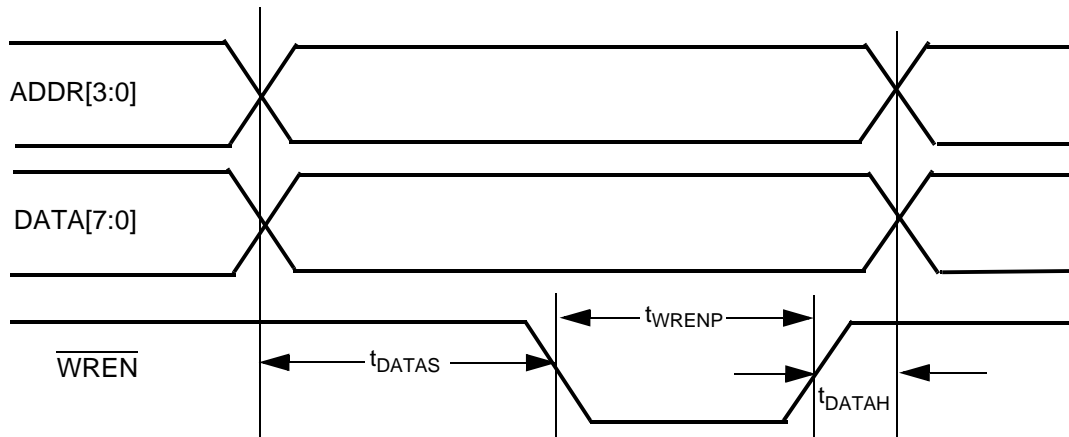 ADDR[3:0]
DATA[7:0]
tWRENP
WREN
tDATAS
tDATAH